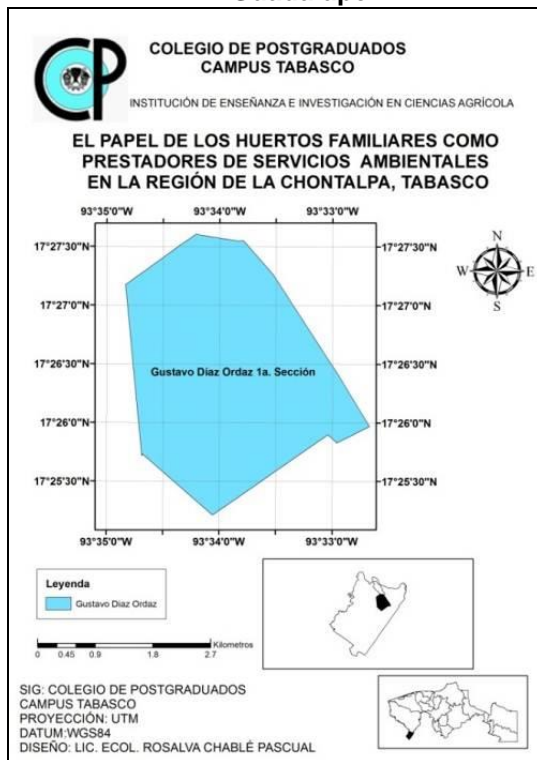 COLEGIO DE POSTGRADUADOS
CAMPUS TABASCO
INSTITUCIÓN DE ENSEÑANZA E INVESTIGACIÓN EN CIENCIAS AGRÍCOLA
CP
EL PAPEL DE LOS HUERTOS FAMILIARES COMO
PRESTADORES DE SERVICIOS AMBIENTALES
EN LA REGIÓN DE LA CHONTALPA, TABASCO
93°35'0"W 93°34'0"W 93°33'0"W
17°27'30"N 17°27'30"N
N
W E
S
17°27'0"N 17°27'0"N
17°26'30"N 17°26'30"N
Gustavo Díaz Ordaz 1a. Sección
17°26'0"N 17°26'0"N
17°25'30"N 17°25'30"N
93°35'0"W 93°34'0"W 93°33'0"W
Leyenda
Gustavo Diaz Ordaz
Kilometros
0 0.45 0.9 1.8 2.7
SIG: COLEGIO DE POSTGRADUADOS
CAMPUS TABASCO
PROYECCIÓN: UTM
DATUM:WGS84
DISEÑO: LIC. ECOL. ROSALVA CHABLÉ PASCUAL